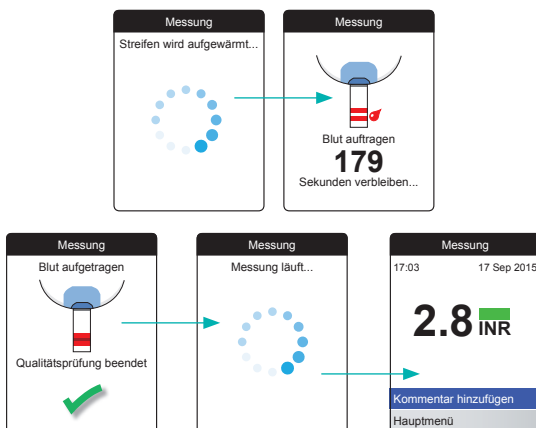 Messung
Streifen wird aufgewärmt...
Messung
Blut auftragen
179
Sekunden verbleiben...
Messung
Blut aufgetragen
Qualitätsprüfung beendet
Messung
Messung läuft...
Messung
17:03 17 Sep 2015
2.8 INR
Kommentar hinzufügen
Hauptmenü